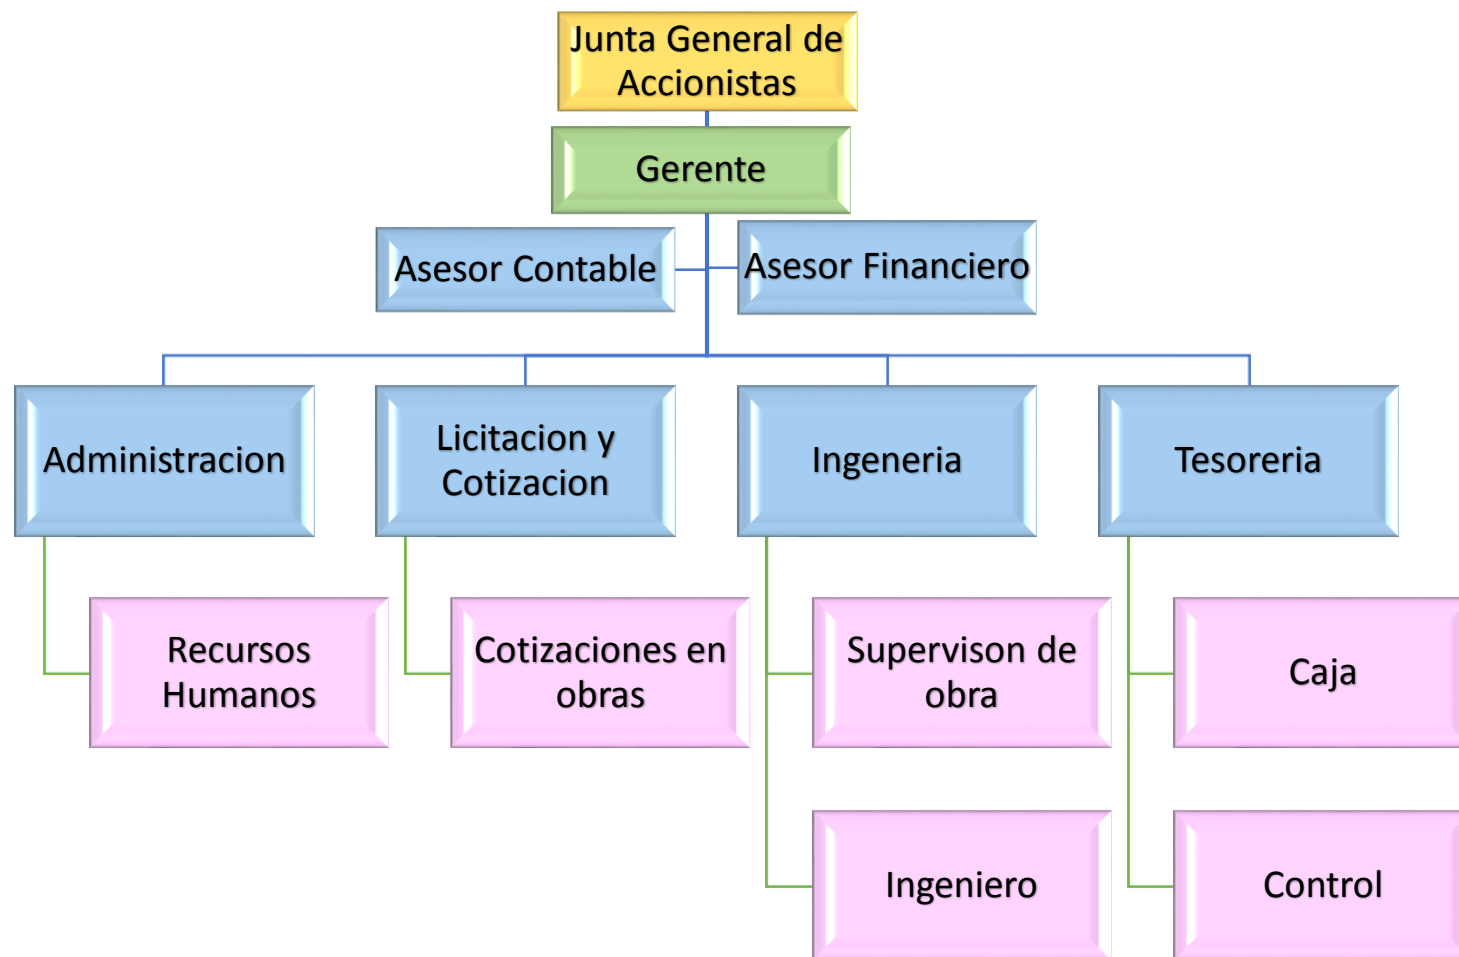 Junta General de
Accionistas
Gerente
Asesor Contable
Asesor Financiero
Administracion
Licitacion y
Cotizacion
Ingeneria
Tesoreria
Recursos
Humanos
Cotizaciones en
obras
Supervison de
obra
Caja
Ingeniero
Control